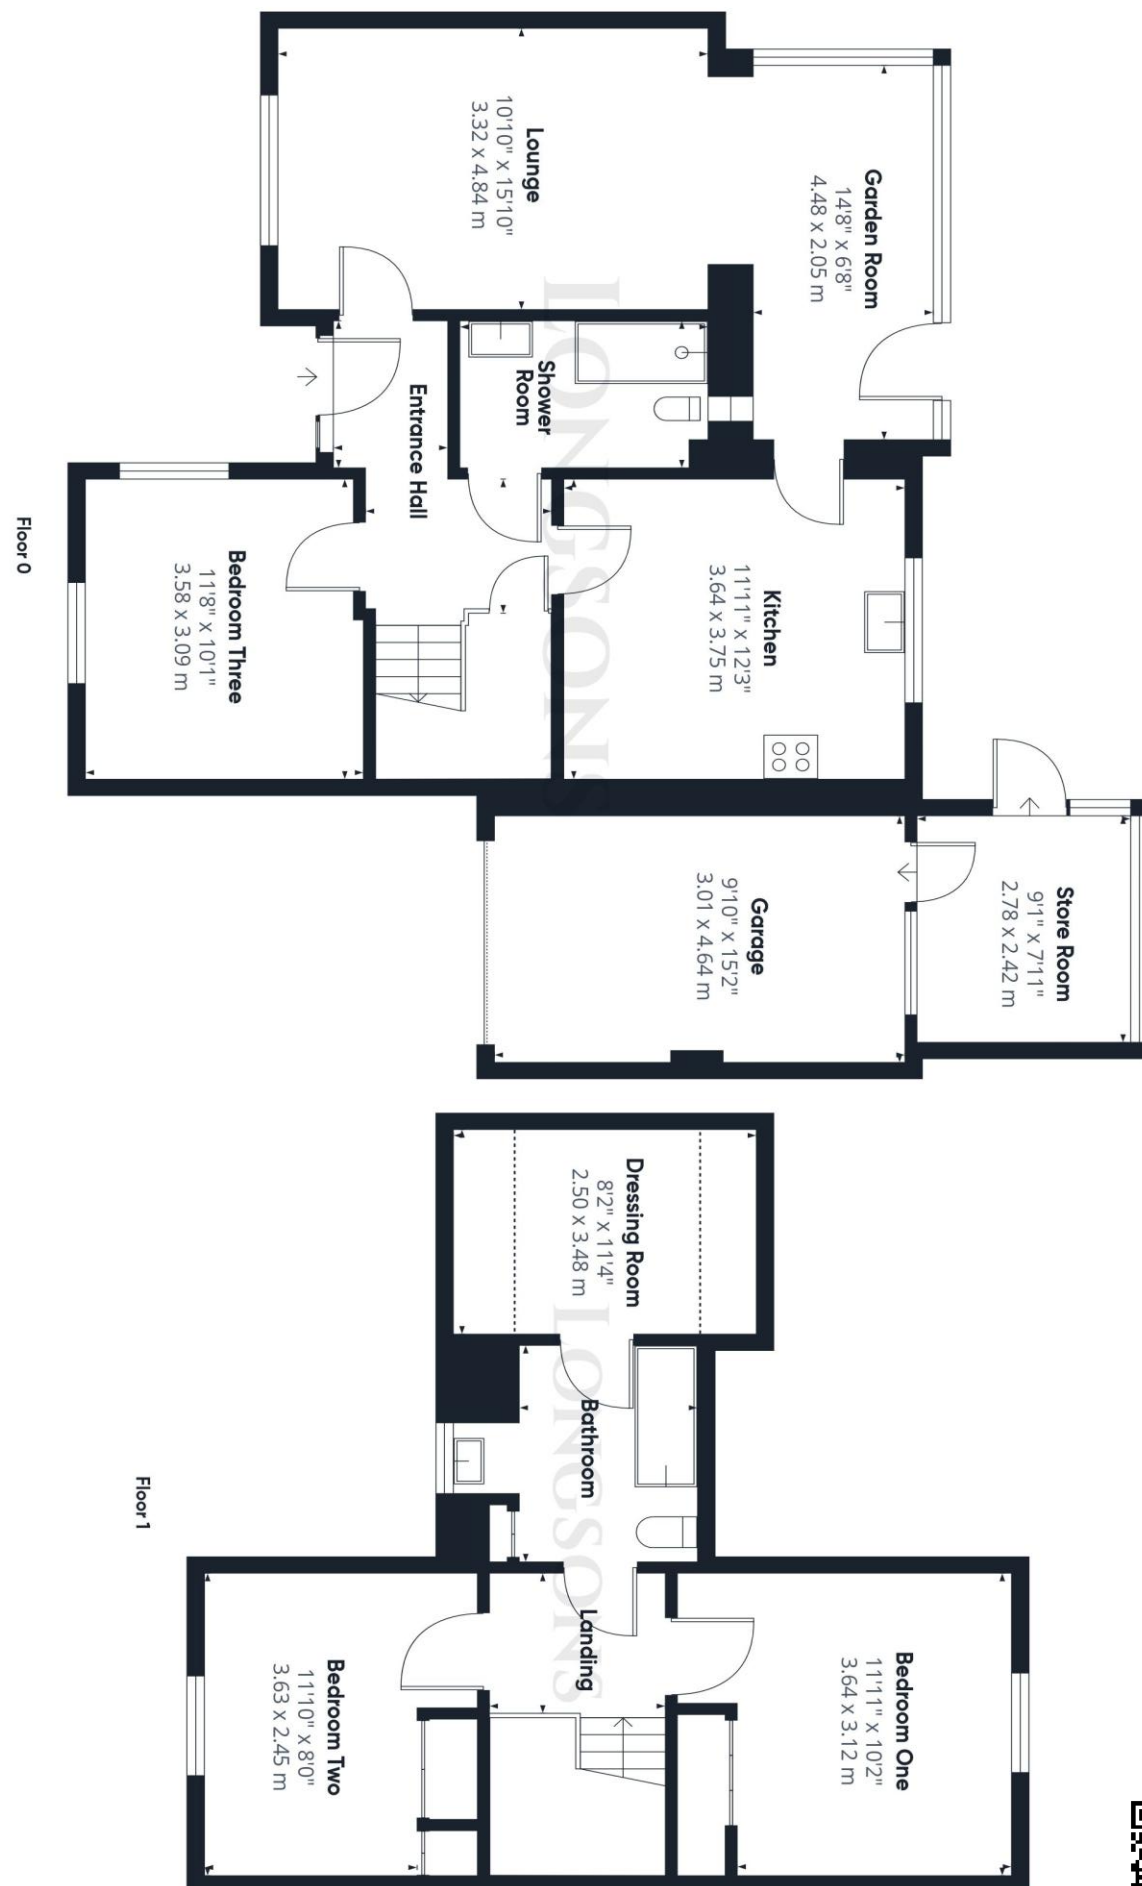 Garden Room
14'8" x 6'8"
4.48 x 2.05 m
Lounge
10'10" x 15'10"
3.32 x 4.84 m
Shower
Room
Entrance Hall
Kitchen
11'11" x 12'3"
3.64 x 3.75 m
Bedroom Three
11'8" x 10'1"
3.58 x 3.09 m
Store Room
9'1" x 7'11"
2.78 x 2.42 m
Garage
9'10" x 15'2"
3.01 x 4.64 m
LONGSONS
Floor 0
Dressing Room
8'2" x 11'4"
2.50 x 3.48 m
Bathroom
Landing
Bedroom One
11'11" x 10'2"
3.64 x 3.12 m
Bedroom Two
11'10" x 8'0"
3.63 x 2.45 m
LONGSONS
Floor 1